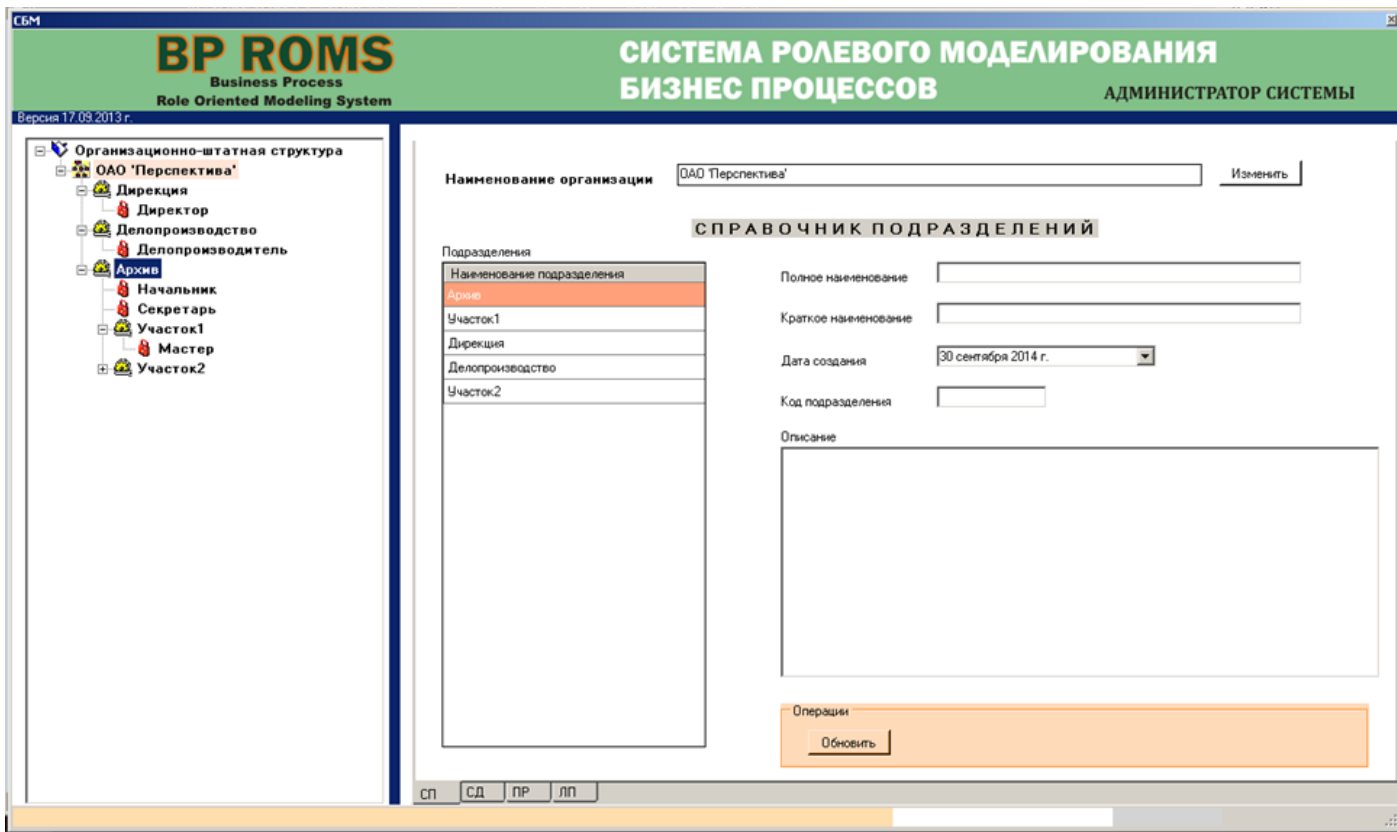 СБМ
BP ROMS
Business Process
Role Oriented Modeling System
СИСТЕМА РОЛЕВОГО МОДЕЛИРОВАНИЯ
БИЗНЕС ПРОЦЕССОВ
АДМИНИСТРАТОР СИСТЕМЫ
Версия 17.09.2013 г.
Организационно-штатная структура
ОАО 'Перспектива'
Дирекция
Директор
Делопроизводство
Делопроизводитель
Архив
Начальник
Секретарь
Участок1
Мастер
Участок2
Наименование организации
ОАО 'Перспектива'
Изменить
СПРАВОЧНИК ПОДРАЗДЕЛЕНИЙ
Подразделения
Наименование подразделения
Архив
Участок1
Дирекция
Делопроизводство
Участок2
Полное наименование
Краткое наименование
Дата создания
30 сентября 2014 г.
Код подразделения
Описание
Операции
Обновить
СП
СД
ПР
ЛП